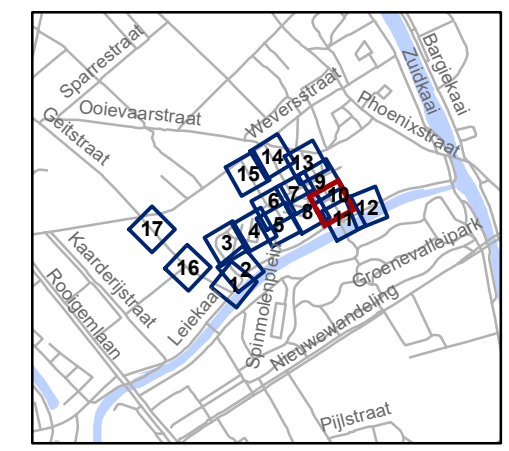 Sparrestraat
Bargiekaai
Zuidkaai
Ooievaarstraat
Weversstraat
Phoenixstraat
Geitstraat
14
13
15
9
7
10
6
12
8
11
17
5
4
3
16
2
1
Kaarderijstraat
Groenevalleipark
Rooigemlaan
Leiekaai
Spinmolenplein
Nieuwewandeling
Pijlstraat